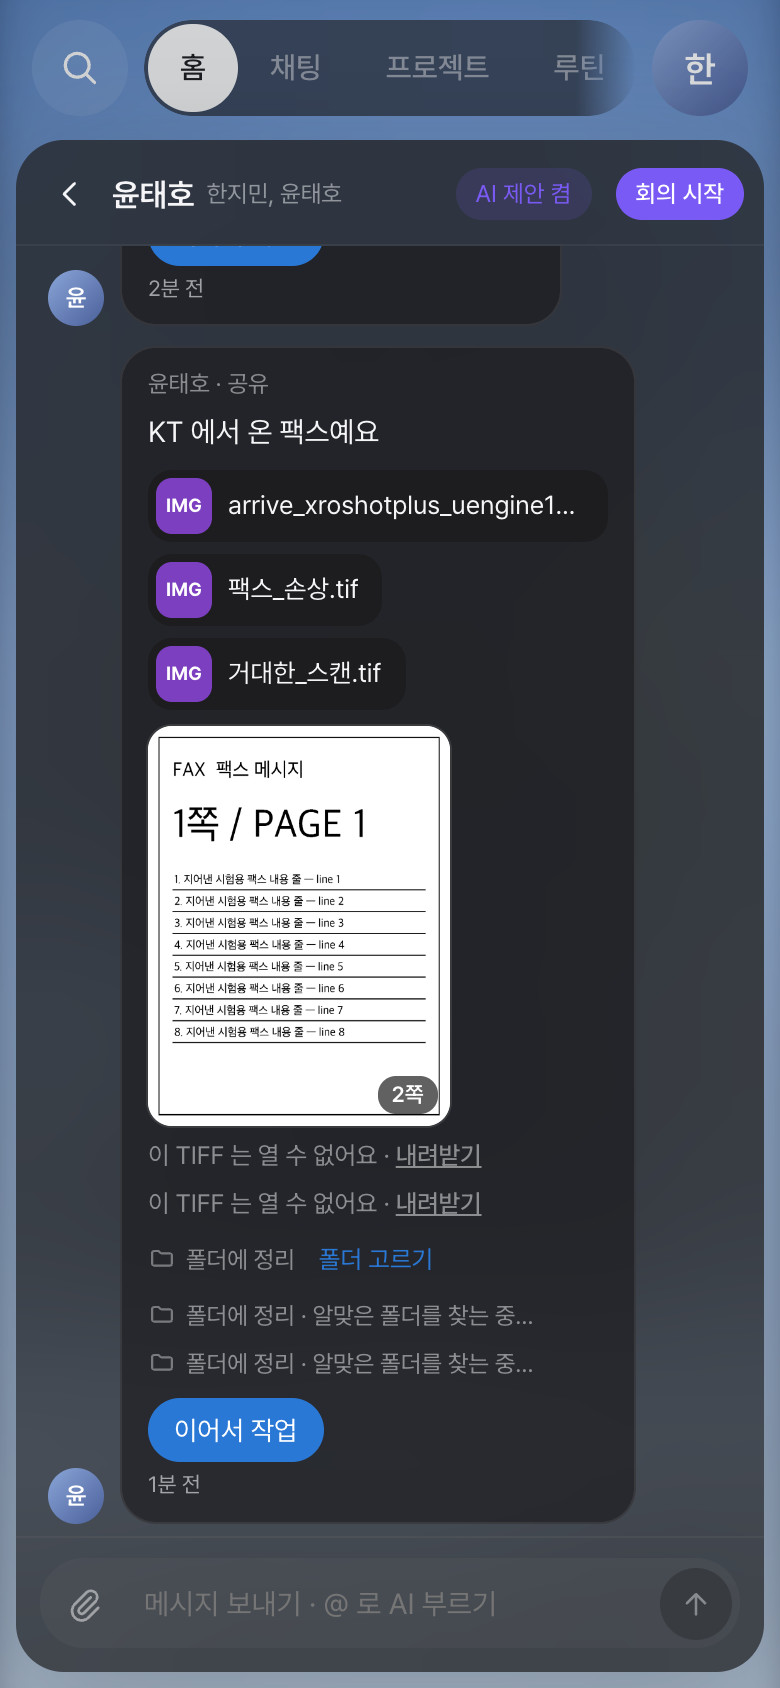 홈 채팅 프로젝트 루틴 한
윤태호 한지민, 윤태호 AI 제안 켬 회의 시작
2분 전
윤
윤태호 · 공유
KT 에서 온 팩스예요
IMG arrive_xroshotplus_uengine1...
IMG 팩스_손상.tif
IMG 거대한_스캔.tif
FAX 팩스 메시지
1쪽 / PAGE 1
1. 지어낸 시험용 팩스 내용 줄 — line 1
2. 지어낸 시험용 팩스 내용 줄 — line 2
3. 지어낸 시험용 팩스 내용 줄 — line 3
4. 지어낸 시험용 팩스 내용 줄 — line 4
5. 지어낸 시험용 팩스 내용 줄 — line 5
6. 지어낸 시험용 팩스 내용 줄 — line 6
7. 지어낸 시험용 팩스 내용 줄 — line 7
8. 지어낸 시험용 팩스 내용 줄 — line 8
2쪽
이 TIFF 는 열 수 없어요 · 내려받기
이 TIFF 는 열 수 없어요 · 내려받기
폴더에 정리 폴더 고르기
폴더에 정리 · 알맞은 폴더를 찾는 중...
폴더에 정리 · 알맞은 폴더를 찾는 중...
이어서 작업
1분 전
윤
메시지 보내기 · @ 로 AI 부르기